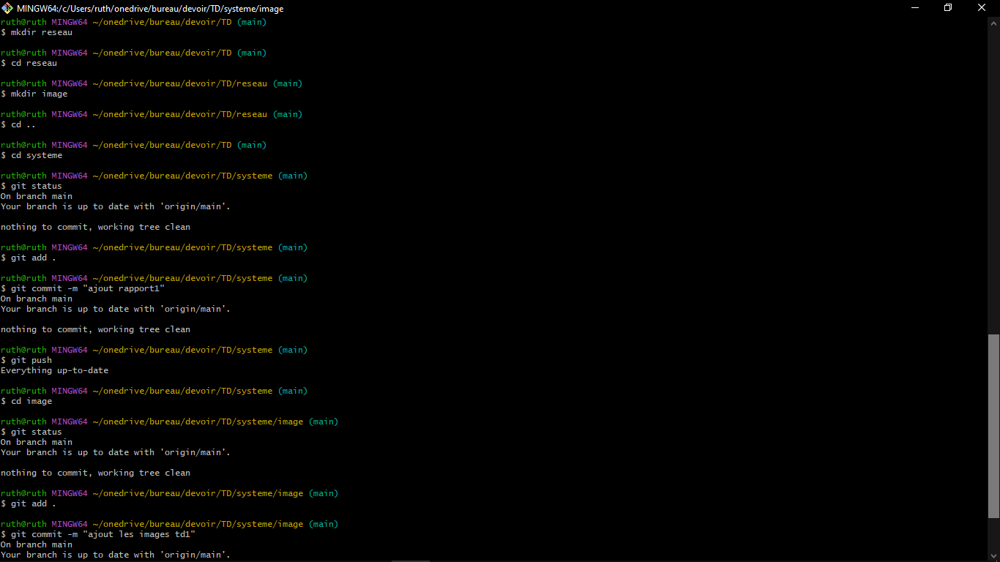 MINGW64:/c/Users/ruth/onedrive/bureau/devoir/TD/systeme/image
ruth@ruth MINGW64 ~/onedrive/bureau/devoir/TD (main)
$ mkdir reseau
ruth@ruth MINGW64 ~/onedrive/bureau/devoir/TD (main)
$ cd reseau
ruth@ruth MINGW64 ~/onedrive/bureau/devoir/TD/reseau (main)
$ mkdir image
ruth@ruth MINGW64 ~/onedrive/bureau/devoir/TD/reseau (main)
$ cd ..
ruth@ruth MINGW64 ~/onedrive/bureau/devoir/TD (main)
$ cd systeme
ruth@ruth MINGW64 ~/onedrive/bureau/devoir/TD/systeme (main)
$ git status
On branch main
Your branch is up to date with 'origin/main'.
nothing to commit, working tree clean
ruth@ruth MINGW64 ~/onedrive/bureau/devoir/TD/systeme (main)
$ git add .
ruth@ruth MINGW64 ~/onedrive/bureau/devoir/TD/systeme (main)
$ git commit -m "ajout rapport1"
On branch main
Your branch is up to date with 'origin/main'.
nothing to commit, working tree clean
ruth@ruth MINGW64 ~/onedrive/bureau/devoir/TD/systeme (main)
$ git push
Everything up-to-date
ruth@ruth MINGW64 ~/onedrive/bureau/devoir/TD/systeme (main)
$ cd image
ruth@ruth MINGW64 ~/onedrive/bureau/devoir/TD/systeme/image (main)
$ git status
On branch main
Your branch is up to date with 'origin/main'.
nothing to commit, working tree clean
ruth@ruth MINGW64 ~/onedrive/bureau/devoir/TD/systeme/image (main)
$ git add .
ruth@ruth MINGW64 ~/onedrive/bureau/devoir/TD/systeme/image (main)
$ git commit -m "ajout les images td1"
On branch main
Your branch is up to date with 'origin/main'.